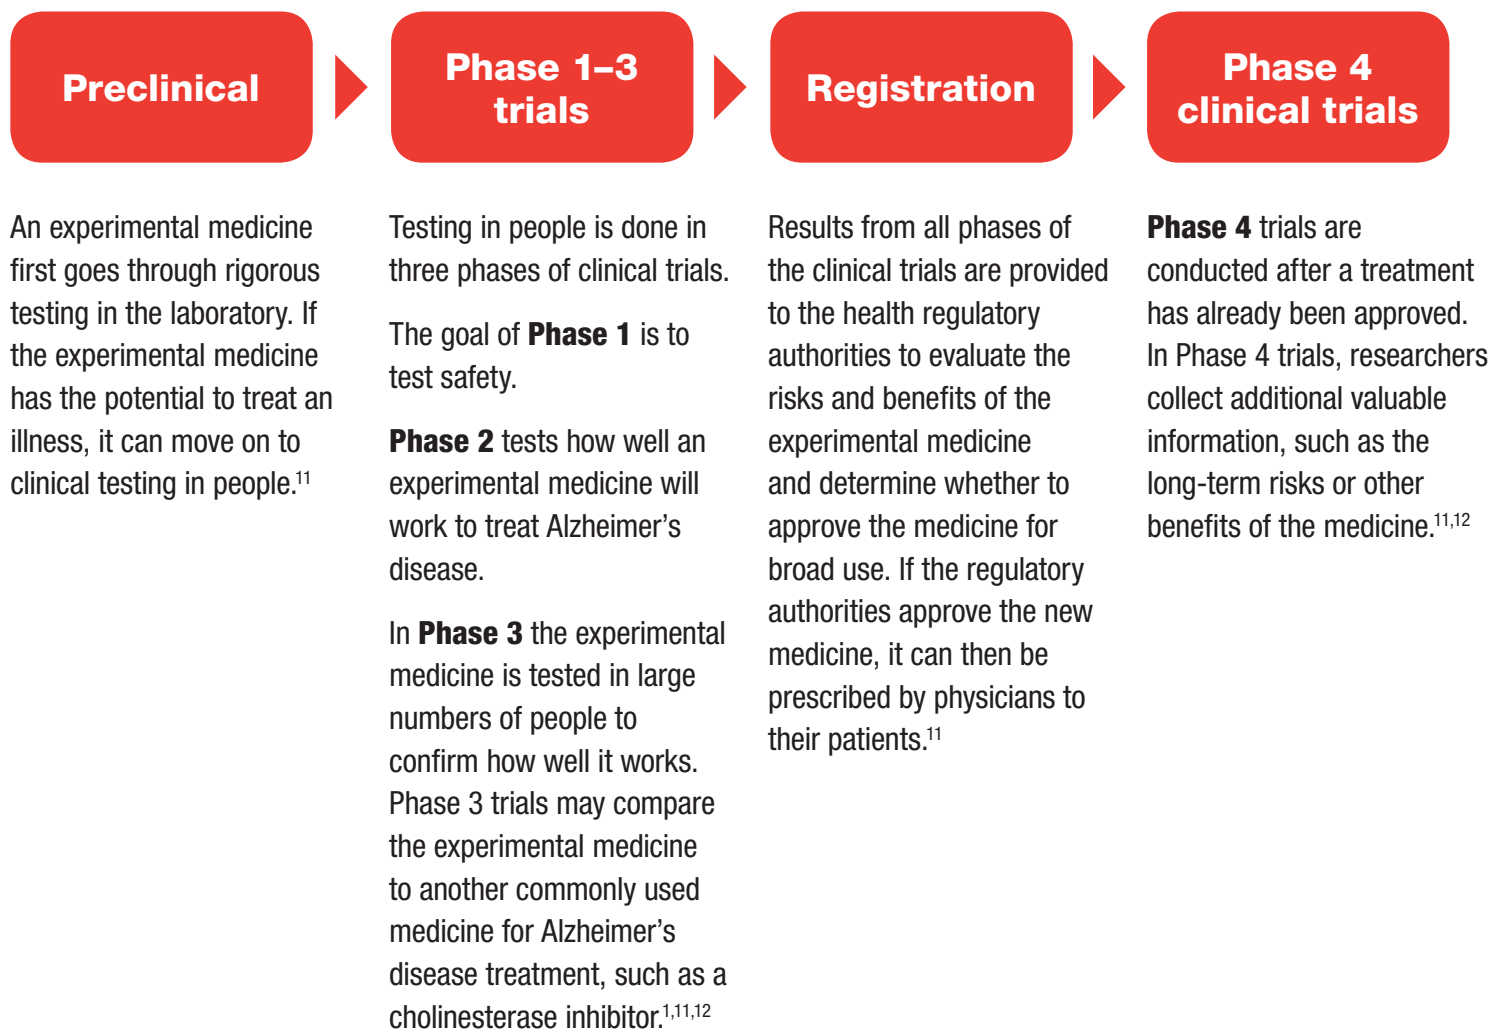 Preclinical
Phase 1–3
trials
Registration
Phase 4
clinical trials
An experimental medicine
first goes through rigorous
testing in the laboratory. If
the experimental medicine
has the potential to treat an
illness, it can move on to
clinical testing in people.11
Testing in people is done in
three phases of clinical trials.
The goal of Phase 1 is to
test safety.
Phase 2 tests how well an
experimental medicine will
work to treat Alzheimer’s
disease.
In Phase 3 the experimental
medicine is tested in large
numbers of people to
confirm how well it works.
Phase 3 trials may compare
the experimental medicine
to another commonly used
medicine for Alzheimer’s
disease treatment, such as a
cholinesterase inhibitor.1,11,12
Results from all phases of
the clinical trials are provided
to the health regulatory
authorities to evaluate the
risks and benefits of the
experimental medicine
and determine whether to
approve the medicine for
broad use. If the regulatory
authorities approve the new
medicine, it can then be
prescribed by physicians to
their patients.11
Phase 4 trials are
conducted after a treatment
has already been approved.
In Phase 4 trials, researchers
collect additional valuable
information, such as the
long-term risks or other
benefits of the medicine.11,12